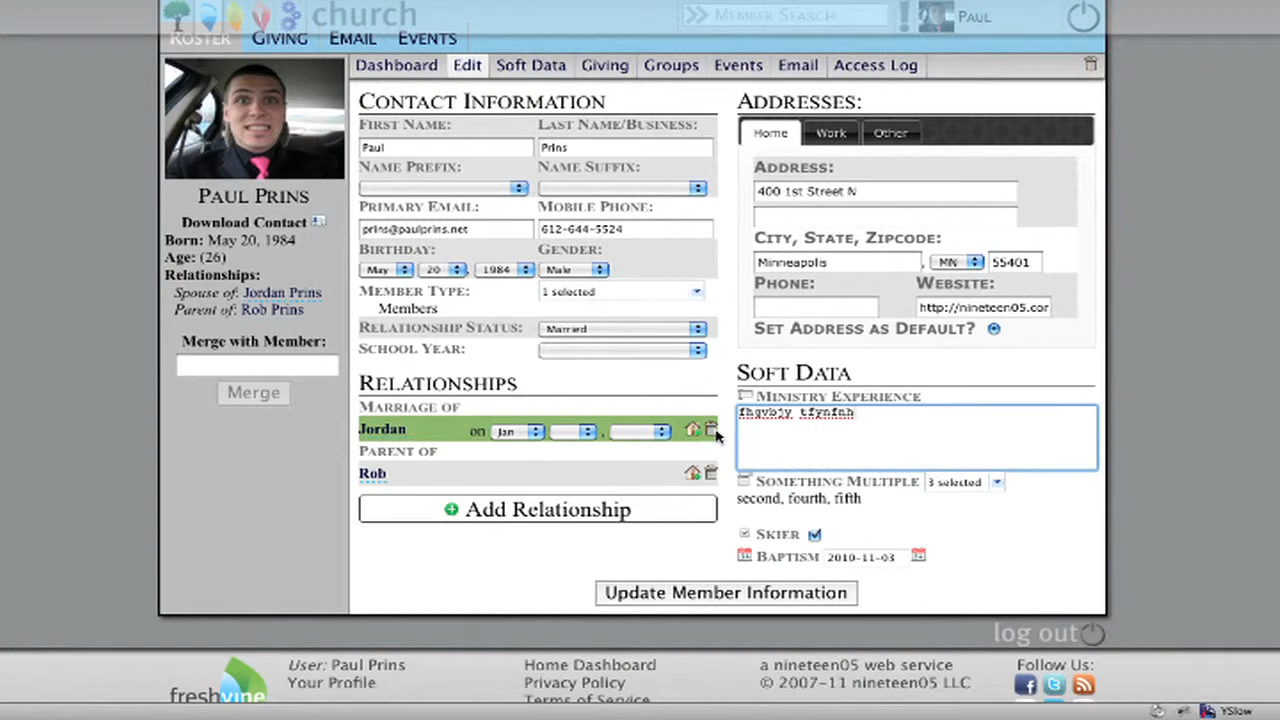 church
MEMBER SEARCH
PAUL
ROSTER GIVING EMAIL EVENTS
Dashboard Edit Soft Data Giving Groups Events Email Access Log
PAUL PRINS
Download Contact
Born: May 20, 1984
Age: (26)
Relationships:
Spouse of: Jordan Prins
Parent of: Rob Prins
Merge with Member:
Merge
CONTACT INFORMATION
FIRST NAME: LAST NAME/BUSINESS:
Paul Prins
NAME PREFIX: NAME SUFFIX:
PRIMARY EMAIL: MOBILE PHONE:
prins@paulprins.net 612-644-5524
BIRTHDAY: GENDER:
May 20 , 1984 Male
MEMBER TYPE: 1 selected
Members
RELATIONSHIP STATUS: Married
SCHOOL YEAR:
RELATIONSHIPS
MARRIAGE OF
Jordan on Jan ,
PARENT OF
Rob
Add Relationship
ADDRESSES:
Home Work Other
ADDRESS:
400 1st Street N
CITY, STATE, ZIPCODE:
Minneapolis , MN 55401
PHONE: WEBSITE:
http://nineteen05.cor
SET ADDRESS AS DEFAULT?
SOFT DATA
MINISTRY EXPERIENCE
fhgvbjy tfynfnh
SOMETHING MULTIPLE 3 selected
second, fourth, fifth
SKIER
BAPTISM 2010-11-03
Update Member Information
log out
freshvine
User: Paul Prins
Your Profile
Home Dashboard
Privacy Policy
Terms of Service
a nineteen05 web service
© 2007-11 nineteen05 LLC
Follow Us:
YSlow